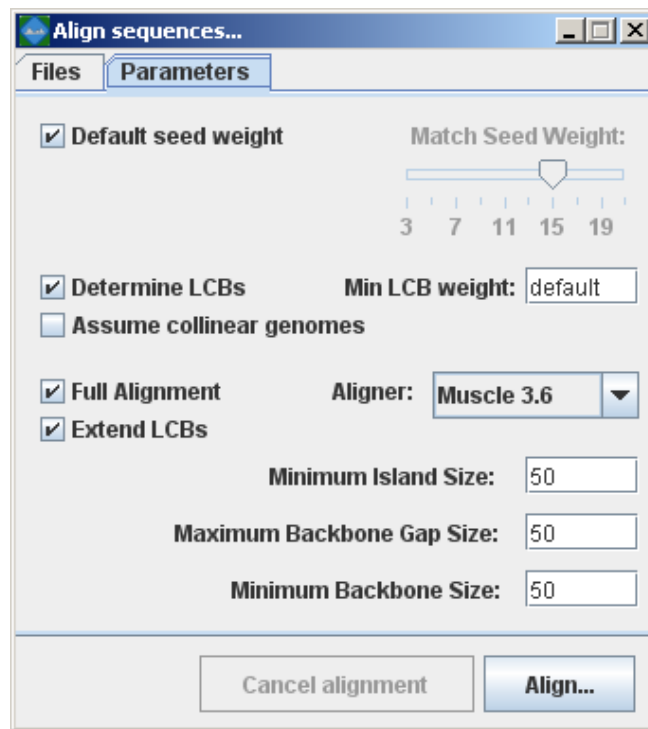 Align sequences...
Files Parameters
Default seed weight Match Seed Weight:
3 7 11 15 19
Determine LCBs Min LCB weight: default
Assume collinear genomes
Full Alignment Aligner: Muscle 3.6
Extend LCBs
Minimum Island Size: 50
Maximum Backbone Gap Size: 50
Minimum Backbone Size: 50
Cancel alignment Align...